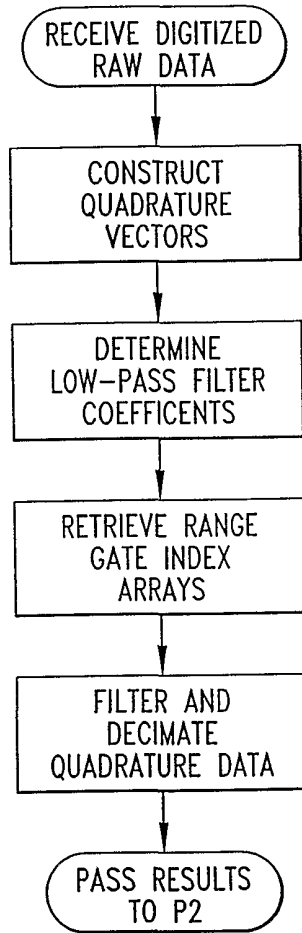 RECEIVE DIGITIZED
RAW DATA
CONSTRUCT
QUADRATURE
VECTORS
DETERMINE
LOW-PASS FILTER
COEFFICENTS
RETRIEVE RANGE
GATE INDEX
ARRAYS
FILTER AND
DECIMATE
QUADRATURE DATA
PASS RESULTS
TO P2